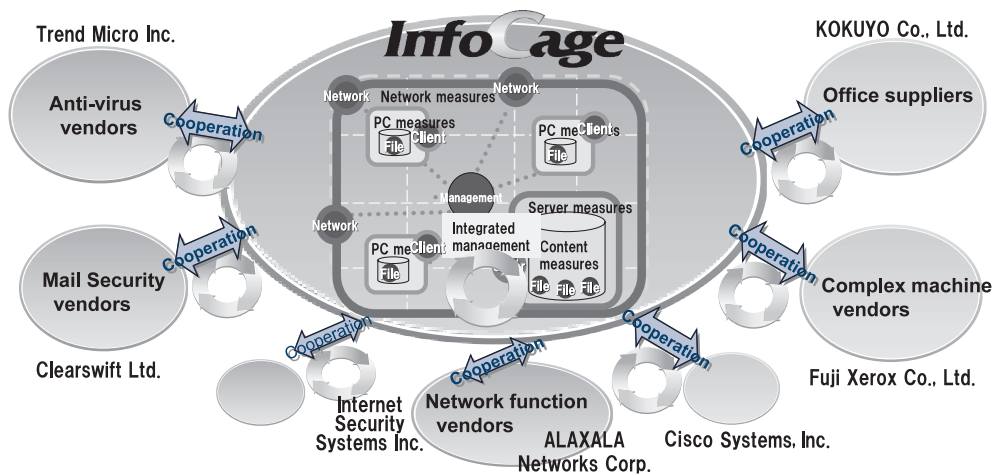 InfoCage
Trend Micro Inc.
KOKUYO Co., Ltd.
Anti-virus
vendors
Cooperation
Network
Network measures
Network
PC measures
Client
File
PC me
Client
File
Cooperation
Office suppliers
Management
Network
Server measures
Integrated
management
Content
measures
File File File
PC me
Client
File
Cooperation
Mail Security
vendors
Clearswift Ltd.
Cooperation
Complex machine
vendors
Fuji Xerox Co., Ltd.
Cooperation
Internet
Security
Systems Inc.
Cooperation
Network function
vendors
ALAXALA
Networks Corp.
Cooperation
Cisco Systems, Inc.